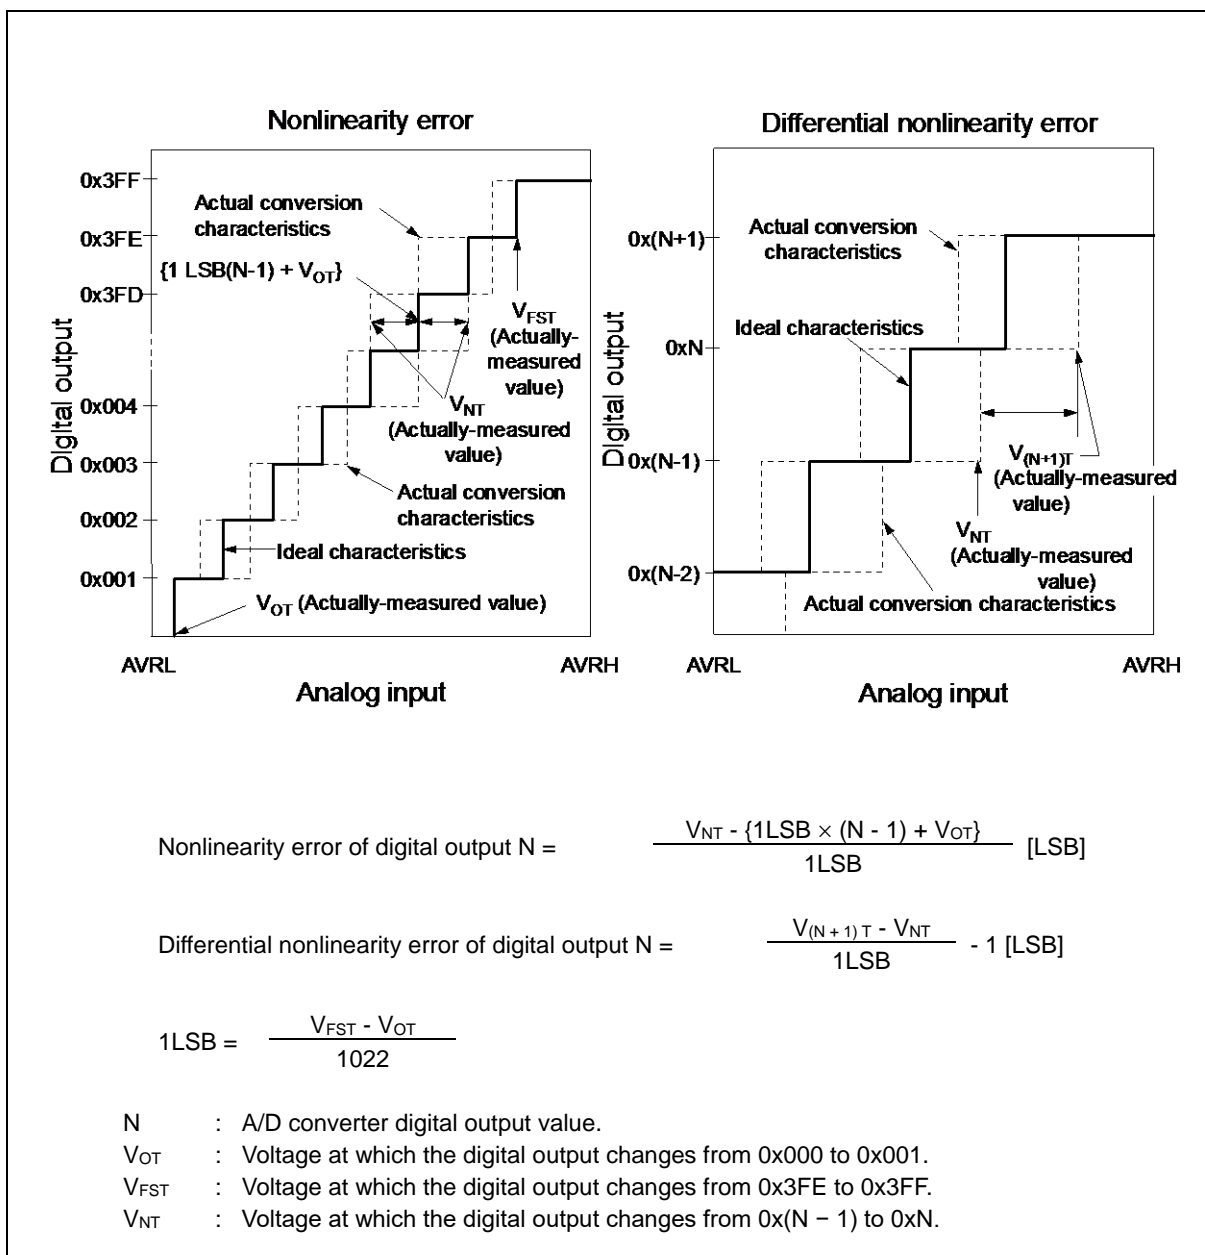 Nonlinearity error
0x3FF
Actual conversion
characteristics
0x3FE
{1 LSB(N-1) + VOT}
0x3FD
VFST
(Actually-
measured
value)
VNT
(Actually-measured
value)
0x004
0x003
Actual conversion
characteristics
0x002
Ideal characteristics
0x001
VOT (Actually-measured value)
Digital output
AVRL
AVRH
Analog input
Differential nonlinearity error
Actual conversion
characteristics
0x(N+1)
Ideal characteristics
0xN
0x(N-1)
V(N+1)T
(Actually-measured
value)
VNT
(Actually-measured
value)
0x(N-2)
Actual conversion characteristics
Digital output
AVRL
AVRH
Analog input
Nonlinearity error of digital output N = VNT - {1LSB × (N - 1) + VOT} [LSB]
1LSB
Differential nonlinearity error of digital output N = V(N + 1) T - VNT - 1 [LSB]
1LSB
1LSB = VFST - VOT
1022
N : A/D converter digital output value.
VOT : Voltage at which the digital output changes from 0x000 to 0x001.
VFST : Voltage at which the digital output changes from 0x3FE to 0x3FF.
VNT : Voltage at which the digital output changes from 0x(N − 1) to 0xN.